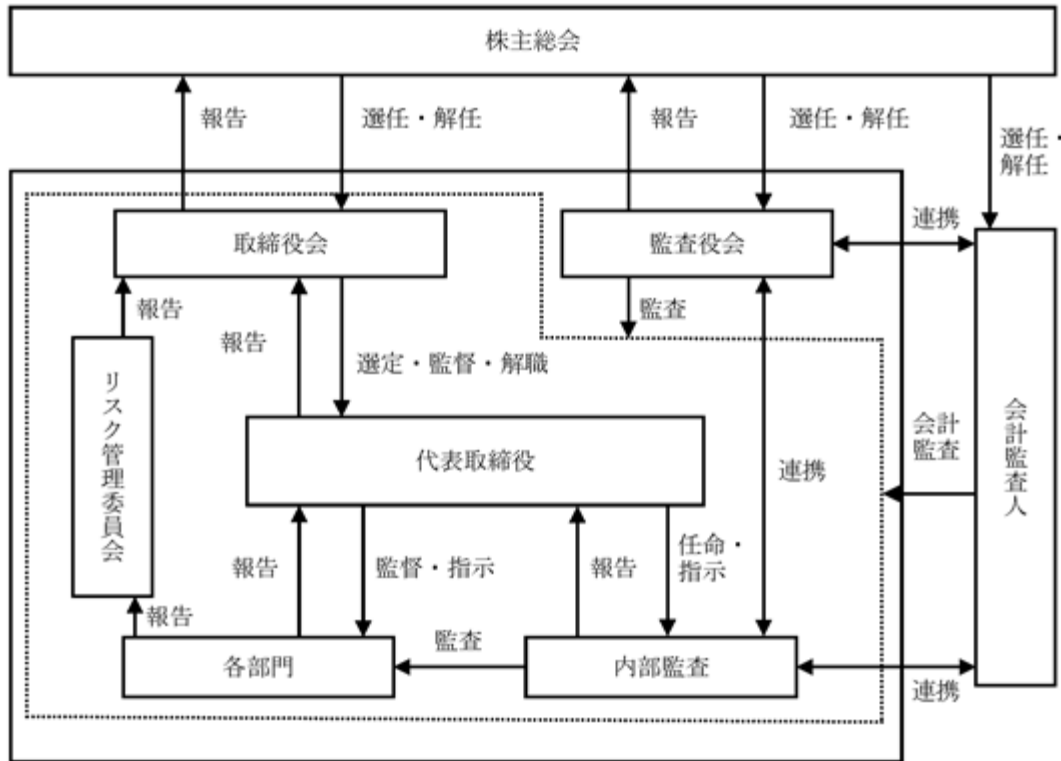 株主総会
報告
選任・解任
報告
選任・解任
選任・
解任
取締役会
監査役会
連携
報告
報告
監査
選定・監督・解職
リスク管理委員会
代表取締役
連携
会計
監査
会計監査人
報告
監督・指示
報告
任命・
指示
報告
各部門
監査
内部監査
連携